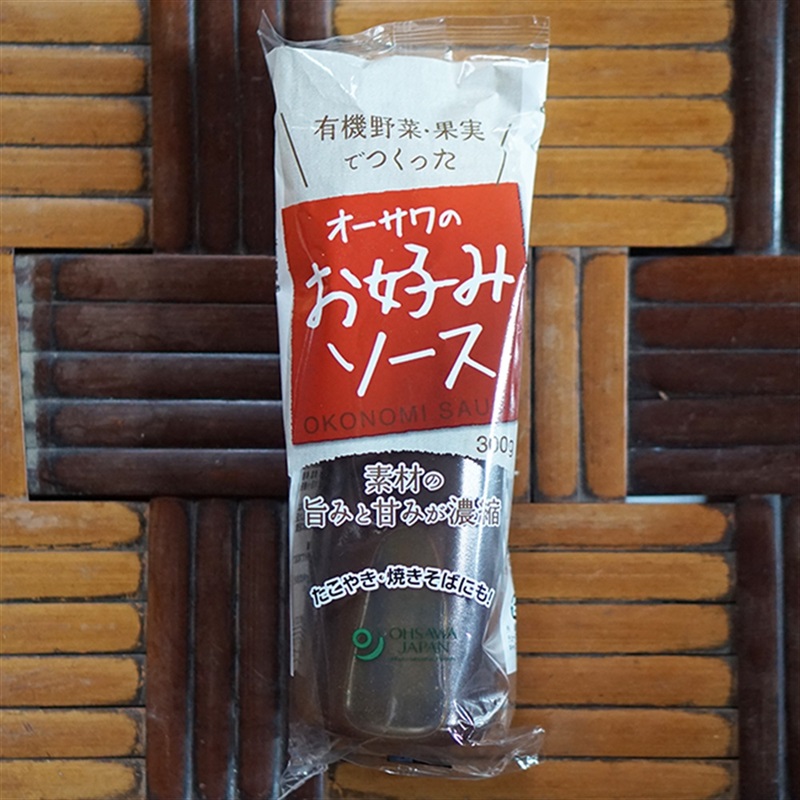 有機野菜・果実
でつくった
オーサワの
お好み
ソース
OKONOMI SAU
300g
素材の
旨みと甘みが濃縮
たこやき・焼きそばにも!
OHSAWA
JAPAN